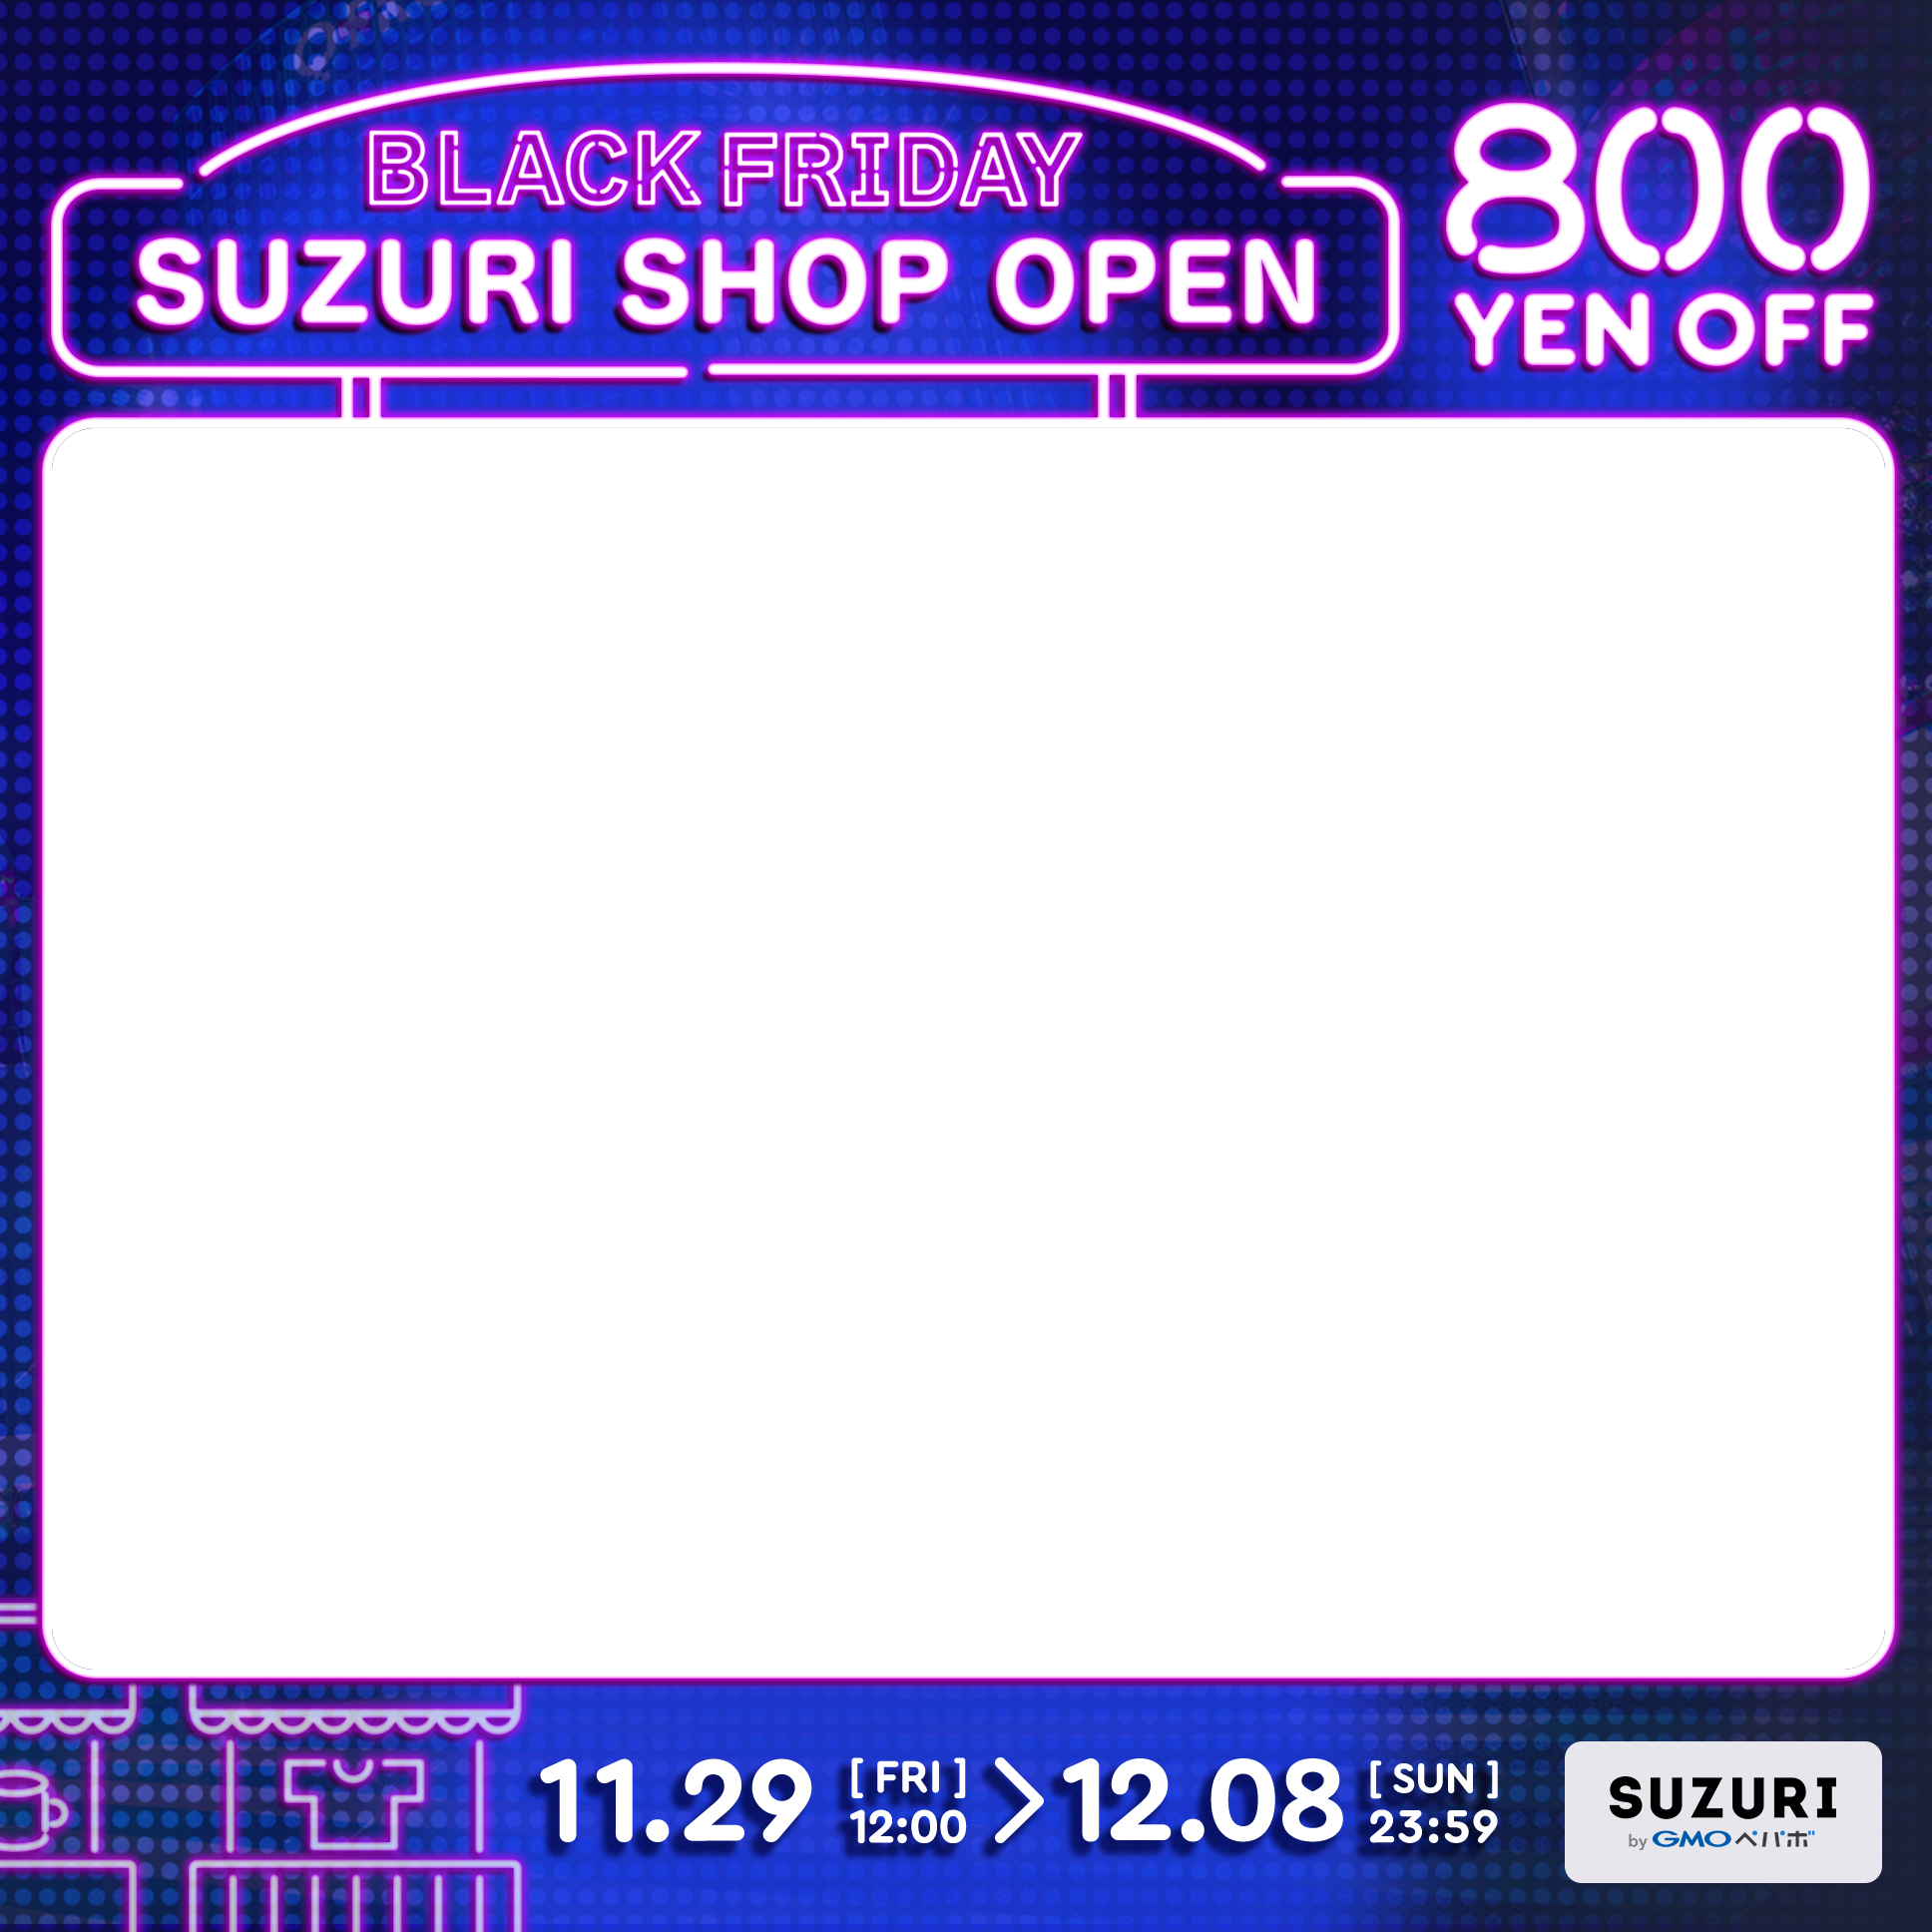 BLACK FRIDAY
SUZURI SHOP OPEN
800
YEN OFF
11.29 [ FRI ] 12:00 > 12.08 [ SUN ] 23:59
SUZURI
by GMOペパボ